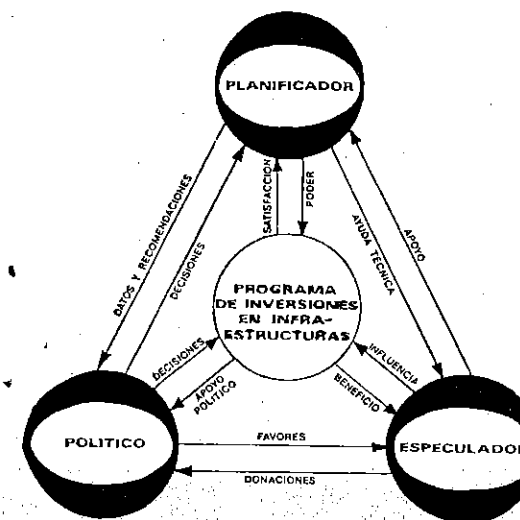 PLANIFICADOR
DATOS Y RECOMENDACIONES
DECISIONES
SATISFACCION
PODER
AYUDA TECNICA
APOYO
PROGRAMA
DE INVERSIONES
EN INFRA-
ESTRUCTURAS
DECISIONES
APOYO
POLITICO
INFLUENCIA
BENEFICIO
POLITICO
FAVORES
ESPECULADOR
DONACIONES